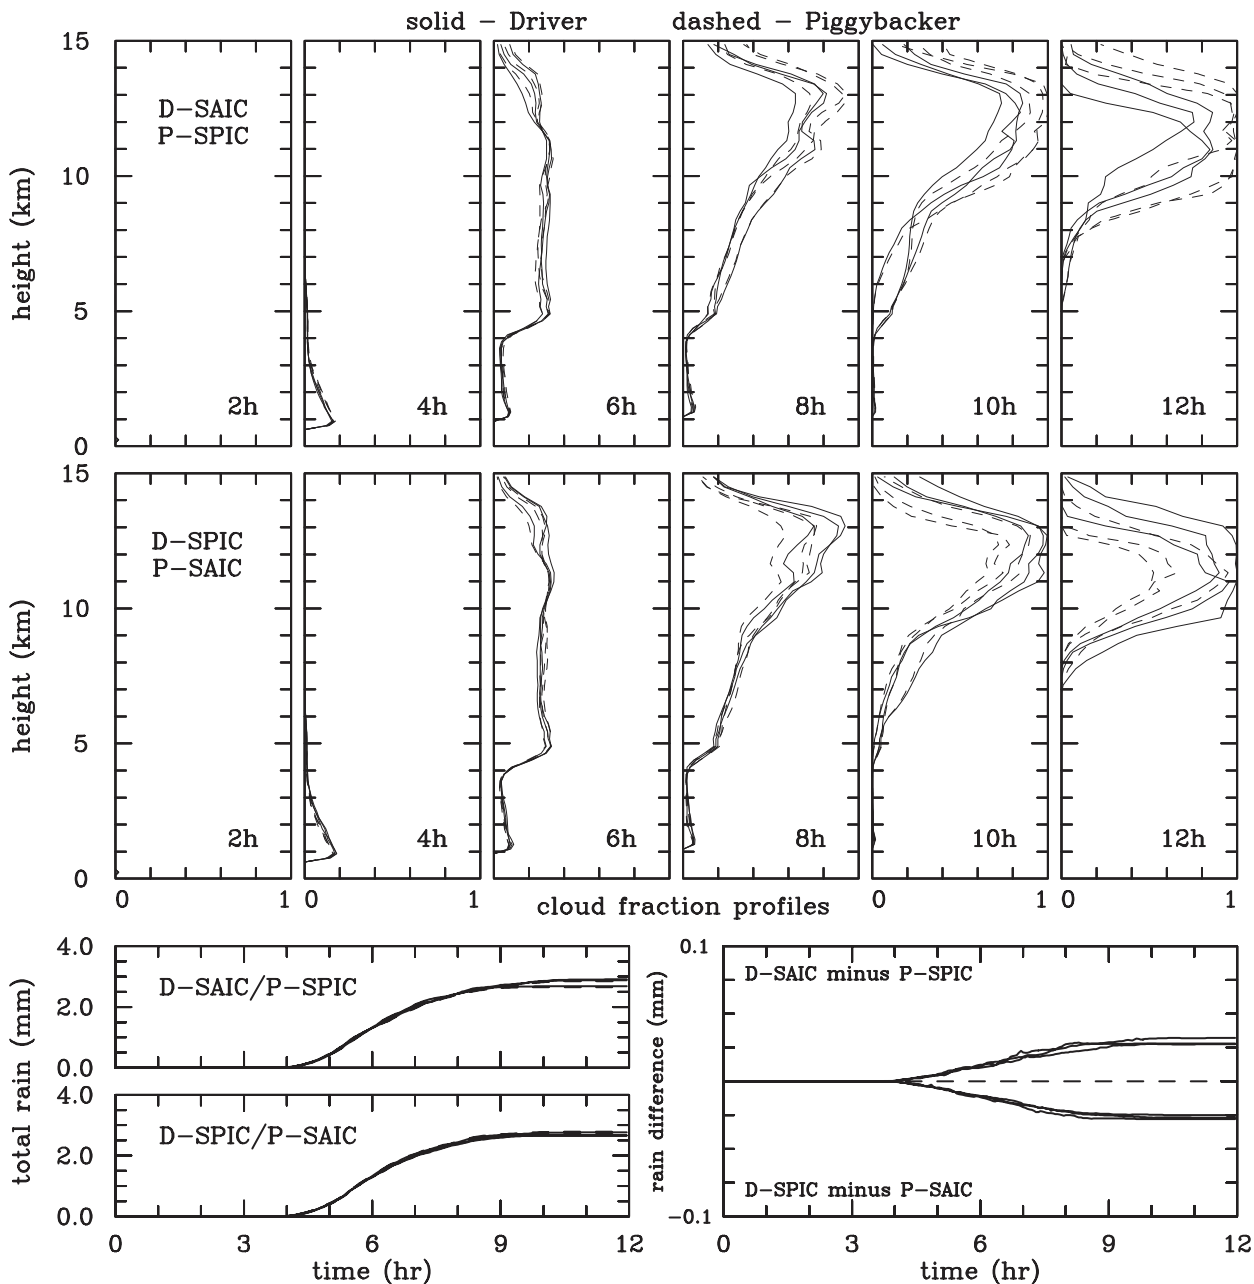 solid – Driver dashed – Piggybacker
15
10
5
0
height (km)
D–SAIC
P–SPIC
2h
4h
6h
8h
10h
12h
15
10
5
0
height (km)
D–SPIC
P–SAIC
2h
4h
6h
8h
10h
12h
0 1 0 1 0 1 0 1
cloud fraction profiles
4.0
2.0
0.0
D–SAIC/P–SPIC
4.0
2.0
0.0
D–SPIC/P–SAIC
total rain (mm)
0 3 6 9 12
time (hr)
0.1
−0.1
rain difference (mm)
D–SAIC minus P–SPIC
D–SPIC minus P–SAIC
0 3 6 9 12
time (hr)